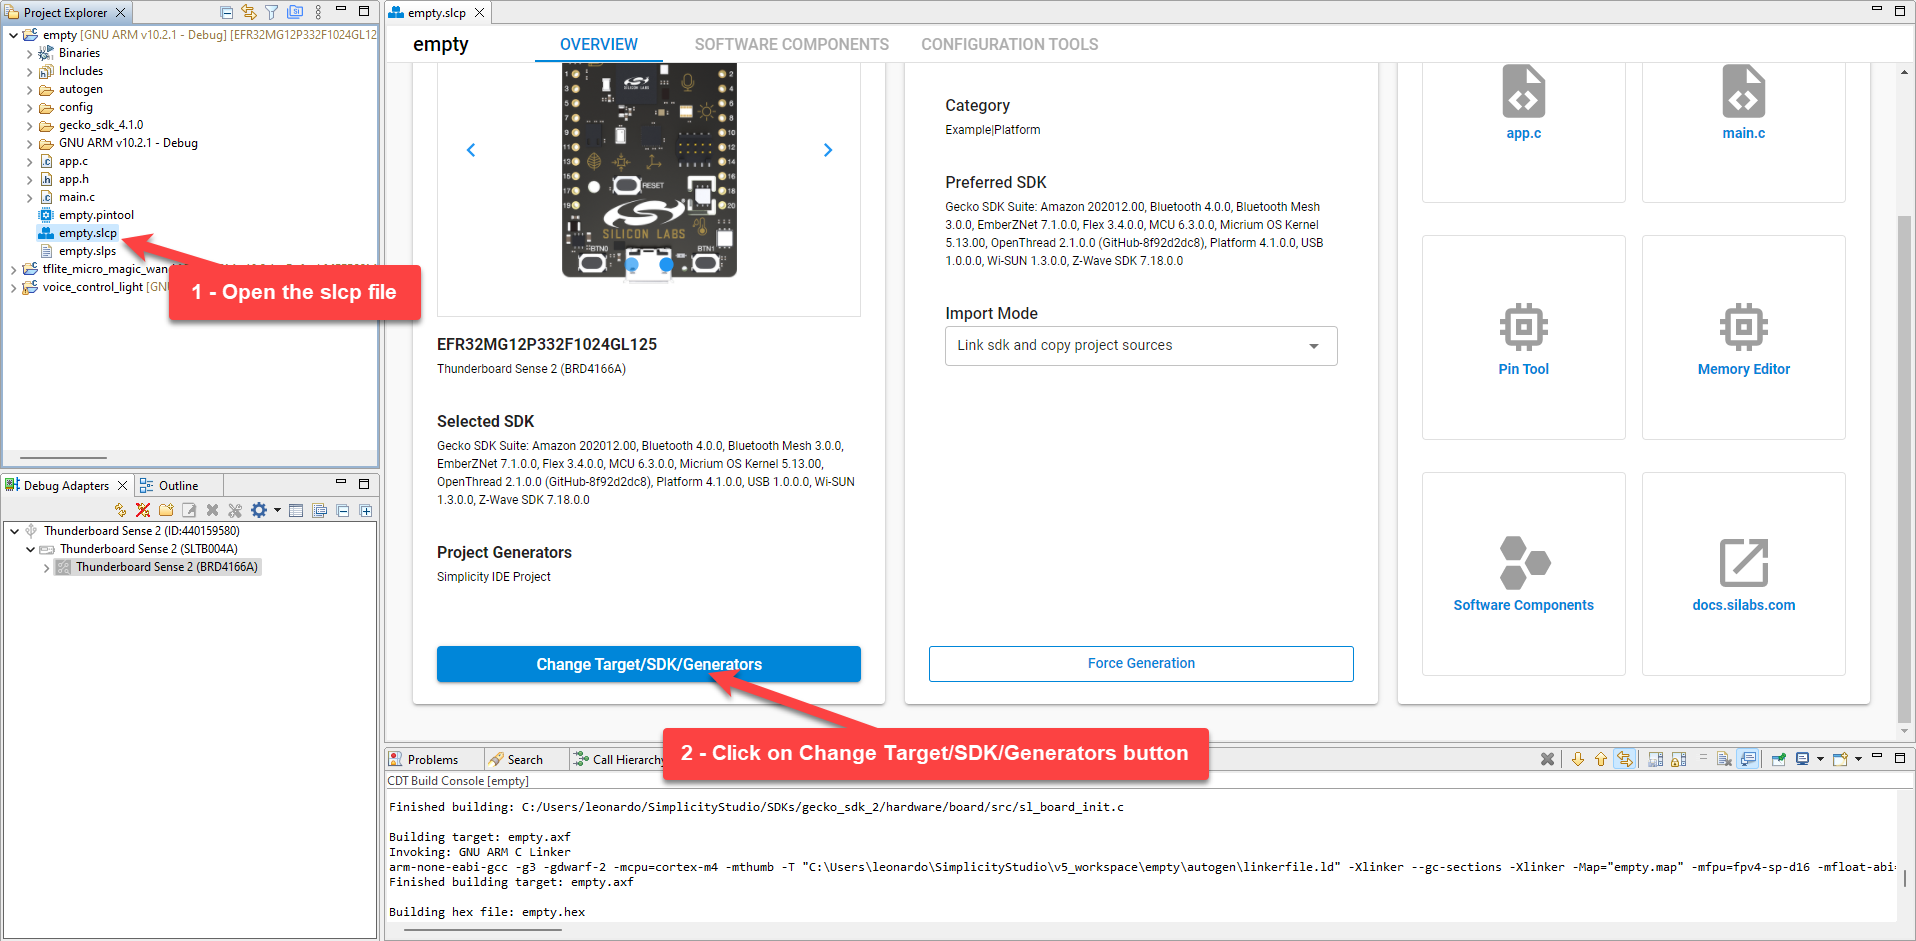 Project Explorer
empty [GNU ARM v10.2.1 - Debug] [EFR32MG12P332F1024GL12
Binaries
Includes
autogen
config
gecko_sdk_4.1.0
GNU ARM v10.2.1 - Debug
app.c
app.h
main.c
empty.pintool
empty.slcp
empty.slps
tflite_micro_magic_wan
voice_control_light [GN
1 - Open the slcp file
Debug Adapters
Outline
Thunderboard Sense 2 (ID:440159580)
Thunderboard Sense 2 (SLTB004A)
Thunderboard Sense 2 (BRD4166A)
empty.slcp
empty
OVERVIEW
SOFTWARE COMPONENTS
CONFIGURATION TOOLS
SILICON LABS
RESET
SILICON LABS
BTN0
BTN1
EFR32MG12P332F1024GL125
Thunderboard Sense 2 (BRD4166A)
Selected SDK
Gecko SDK Suite: Amazon 202012.00, Bluetooth 4.0.0, Bluetooth Mesh 3.0.0,
EmberZNet 7.1.0.0, Flex 3.4.0.0, MCU 6.3.0.0, Micrium OS Kernel 5.13.00,
OpenThread 2.1.0.0 (GitHub-8f92d2dc8), Platform 4.1.0.0, USB 1.0.0.0, Wi-SUN
1.3.0.0, Z-Wave SDK 7.18.0.0
Project Generators
Simplicity IDE Project
Change Target/SDK/Generators
Category
Example|Platform
Preferred SDK
Gecko SDK Suite: Amazon 202012.00, Bluetooth 4.0.0, Bluetooth Mesh
3.0.0, EmberZNet 7.1.0.0, Flex 3.4.0.0, MCU 6.3.0.0, Micrium OS Kernel
5.13.00, OpenThread 2.1.0.0 (GitHub-8f92d2dc8), Platform 4.1.0.0, USB
1.0.0.0, Wi-SUN 1.3.0.0, Z-Wave SDK 7.18.0.0
Import Mode
Link sdk and copy project sources
Force Generation
app.c
main.c
Pin Tool
Memory Editor
Software Components
docs.silabs.com
2 - Click on Change Target/SDK/Generators button
Problems
Search
Call Hierarchy
CDT Build Console [empty]
Finished building: C:/Users/leonardo/SimplicityStudio/SDKs/gecko_sdk_2/hardware/board/src/sl_board_init.c
Building target: empty.axf
Invoking: GNU ARM C Linker
arm-none-eabi-gcc -g3 -gdwarf-2 -mcpu=cortex-m4 -mthumb -T "C:\Users\leonardo\SimplicityStudio\v5_workspace\empty\autogen\linkerfile.ld" -Xlinker --gc-sections -Xlinker -Map="empty.map" -mfpu=fpv4-sp-d16 -mfloat-abi=
Finished building target: empty.axf
Building hex file: empty.hex